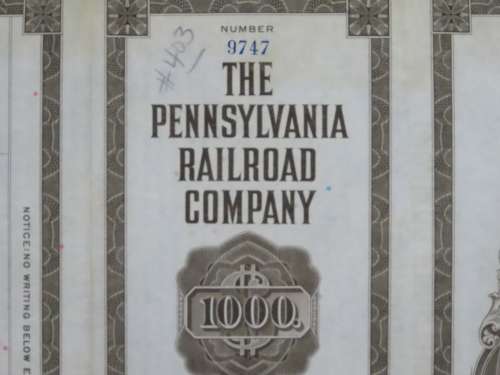 NUMBER
9747
#403
THE
PENNSYLVANIA
RAILROAD
COMPANY
$1000.
NOTICE: NO WRITING BELOW